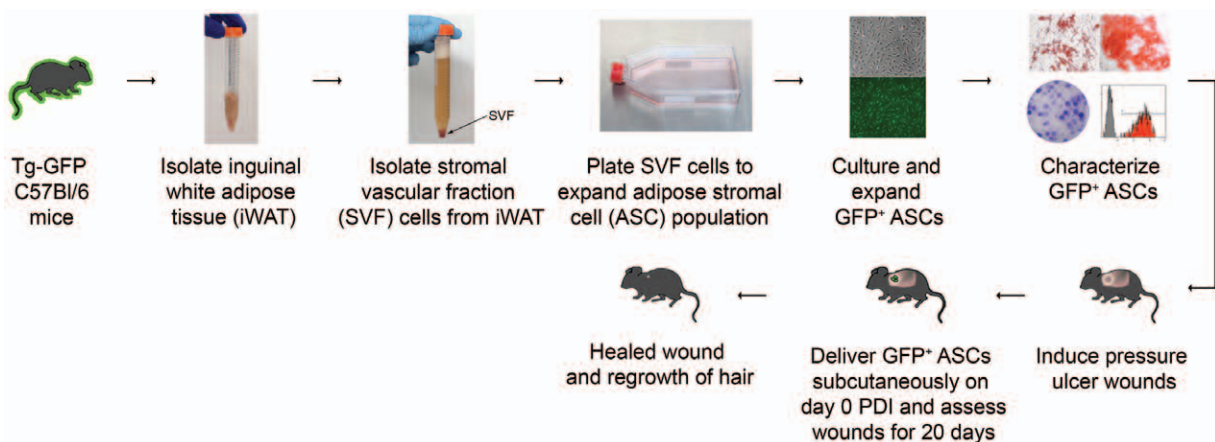 SVF
Tg-GFP
C57Bl/6
mice
Isolate inguinal
white adipose
tissue (iWAT)
Isolate stromal
vascular fraction
(SVF) cells from iWAT
Plate SVF cells to
expand adipose stromal
cell (ASC) population
Culture and
expand
GFP⁺ ASCs
Characterize
GFP⁺ ASCs
Healed wound
and regrowth of hair
Deliver GFP⁺ ASCs
subcutaneously on
day 0 PDI and assess
wounds for 20 days
Induce pressure
ulcer wounds